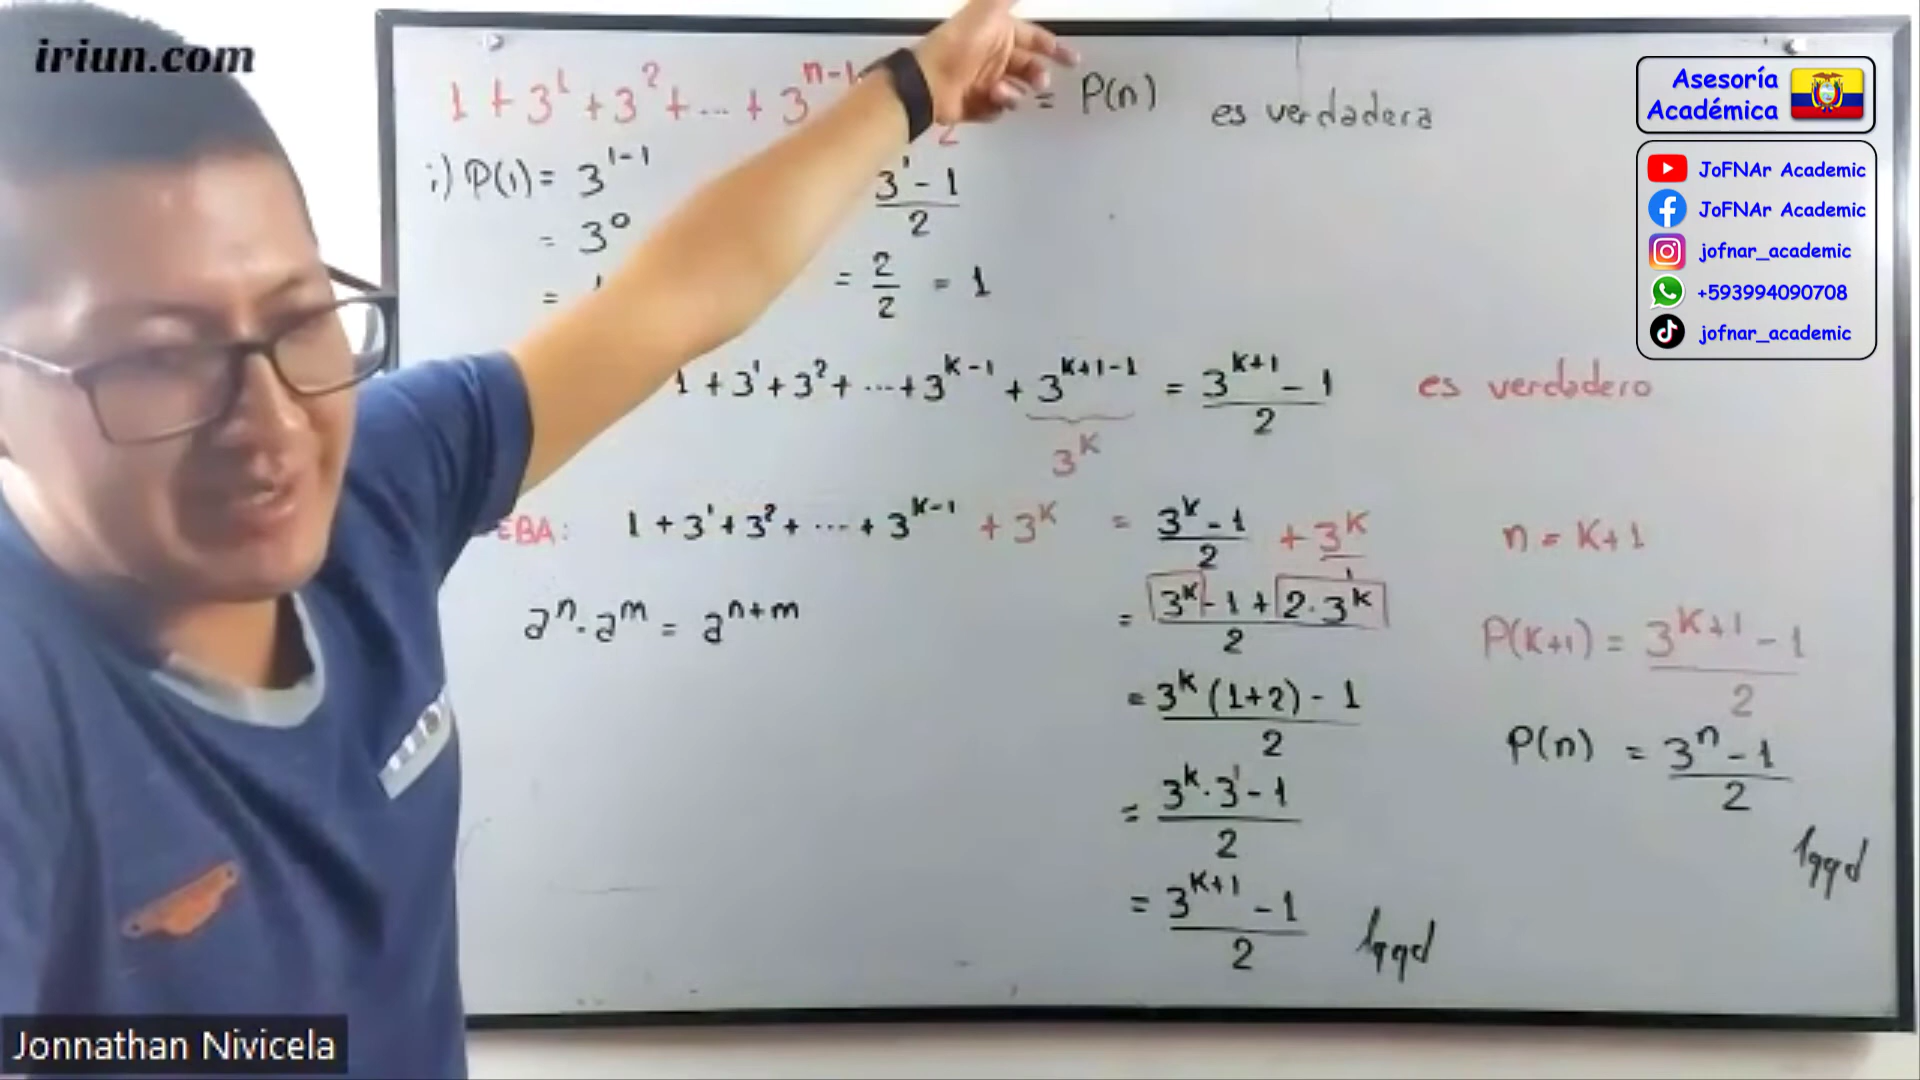 iriun.com
1 + 3¹ + 3² + ... + 3ⁿ⁻¹ 2 = P(n) es verdadera
i) P(1) = 3¹⁻¹ 3¹ - 1 / 2
= 3⁰
= 1 = 2/2 = 1
1 + 3¹ + 3² + ... + 3ᵏ⁻¹ + 3ᵏ⁺¹⁻¹ = 3ᵏ⁺¹ - 1 / 2 es verdadero
3ᵏ
EBA: 1 + 3¹ + 3² + ... + 3ᵏ⁻¹ + 3ᵏ = 3ᵏ - 1 / 2 + 3ᵏ / 1
aⁿ · aᵐ = aⁿ⁺ᵐ
= 3ᵏ - 1 + 2 · 3ᵏ / 2
= 3ᵏ (1+2) - 1 / 2
= 3ᵏ · 3¹ - 1 / 2
= 3ᵏ⁺¹ - 1 / 2 lqqd
n = K+1
P(K+1) = 3ᴷ⁺¹ - 1 / 2
P(n) = 3ⁿ - 1 / 2
lqqd
Asesoría
Académica
JoFNAr Academic
JoFNAr Academic
jofnar_academic
+593994090708
jofnar_academic
Jonnathan Nivicela